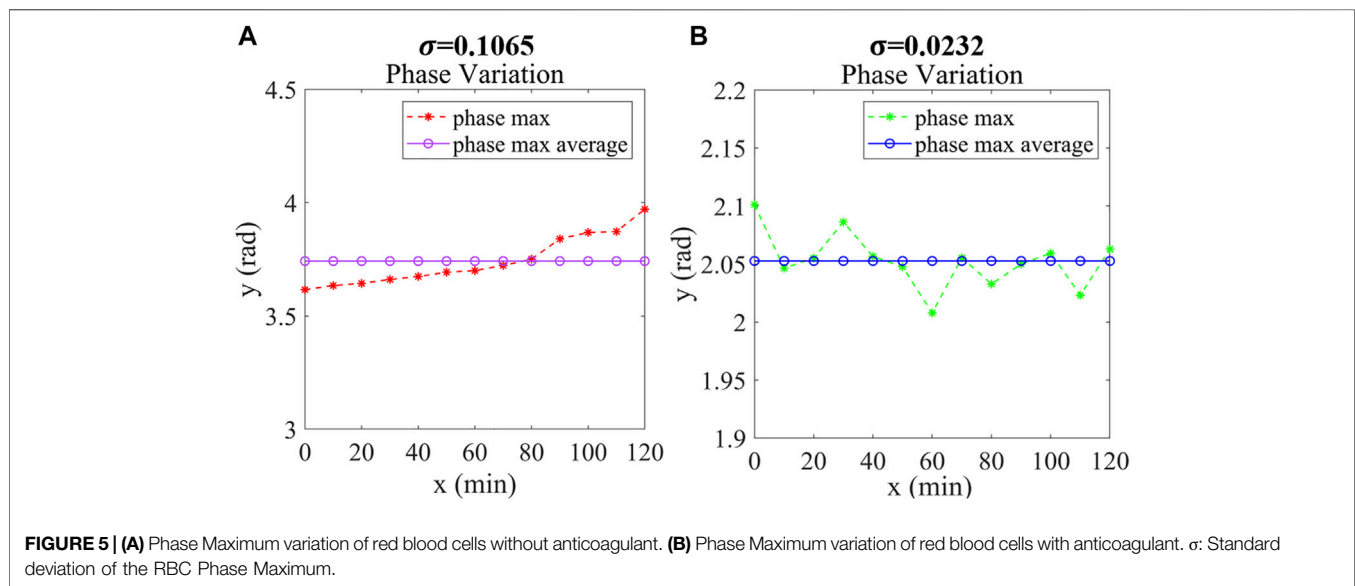 A
σ=0.1065
Phase Variation
4.5
4
3.5
3
y (rad)
phase max
phase max average
0 20 40 60 80 100 120
x (min)
B
σ=0.0232
Phase Variation
2.2
2.15
2.1
2.05
2
1.95
1.9
y (rad)
phase max
phase max average
0 20 40 60 80 100 120
x (min)
FIGURE 5 | (A) Phase Maximum variation of red blood cells without anticoagulant. (B) Phase Maximum variation of red blood cells with anticoagulant. σ: Standard
deviation of the RBC Phase Maximum.